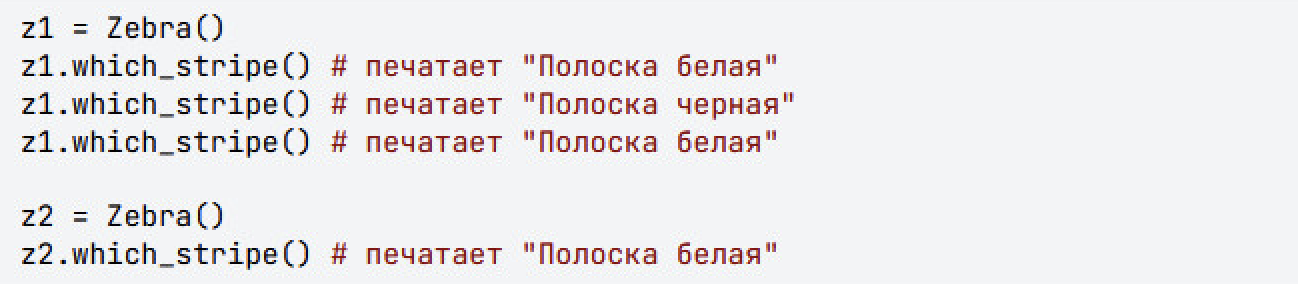 z1 = Zebra()
z1.which_stripe() # печатает "Полоска белая"
z1.which_stripe() # печатает "Полоска черная"
z1.which_stripe() # печатает "Полоска белая"
z2 = Zebra()
z2.which_stripe() # печатает "Полоска белая"